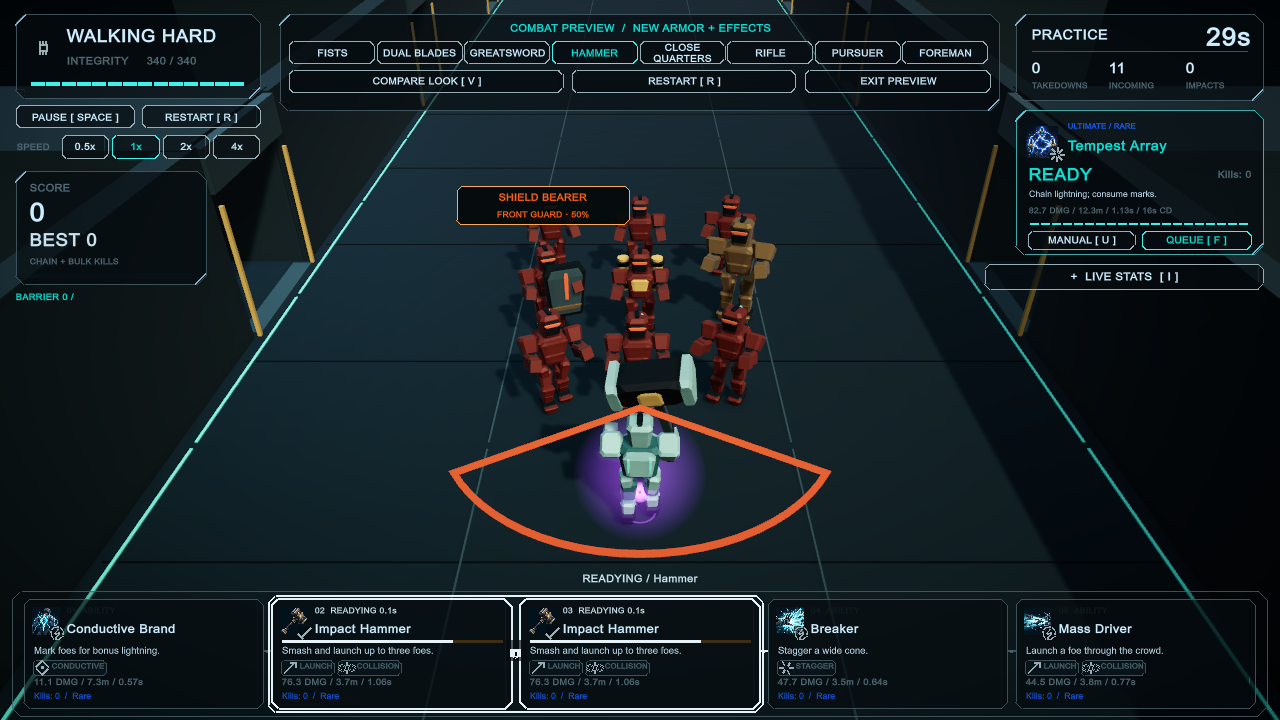 WALKING HARD
INTEGRITY 340 / 340
PAUSE [ SPACE ]
RESTART [ R ]
SPEED
0.5x
1x
2x
4x
SCORE
0
BEST 0
CHAIN + BULK KILLS
BARRIER 0 /
COMBAT PREVIEW / NEW ARMOR + EFFECTS
FISTS
DUAL BLADES
GREATSWORD
HAMMER
CLOSE
QUARTERS
RIFLE
PURSUER
FOREMAN
COMPARE LOOK [ V ]
RESTART [ R ]
EXIT PREVIEW
PRACTICE
29s
0
11
0
TAKEDOWNS
INCOMING
IMPACTS
ULTIMATE / RARE
Tempest Array
READY
Kills: 0
Chain lightning; consume marks.
82.7 DMG / 12.3m / 1.13s / 16s CD
MANUAL [ U ]
QUEUE [ F ]
+ LIVE STATS [ I ]
SHIELD BEARER
FRONT GUARD · 50%
READYING / Hammer
ABILITY
Conductive Brand
Mark foes for bonus lightning.
CONDUCTIVE
11.1 DMG / 7.3m / 0.57s
Kills: 0 / Rare
02 READYING 0.1s
Impact Hammer
Smash and launch up to three foes.
LAUNCH
COLLISION
76.3 DMG / 3.7m / 1.06s
Kills: 0 / Rare
03 READYING 0.1s
Impact Hammer
Smash and launch up to three foes.
LAUNCH
COLLISION
76.3 DMG / 3.7m / 1.06s
Kills: 0 / Rare
ABILITY
Breaker
Stagger a wide cone.
STAGGER
47.7 DMG / 3.5m / 0.64s
Kills: 0 / Rare
ABILITY
Mass Driver
Launch a foe through the crowd.
LAUNCH
COLLISION
44.5 DMG / 3.8m / 0.77s
Kills: 0 / Rare